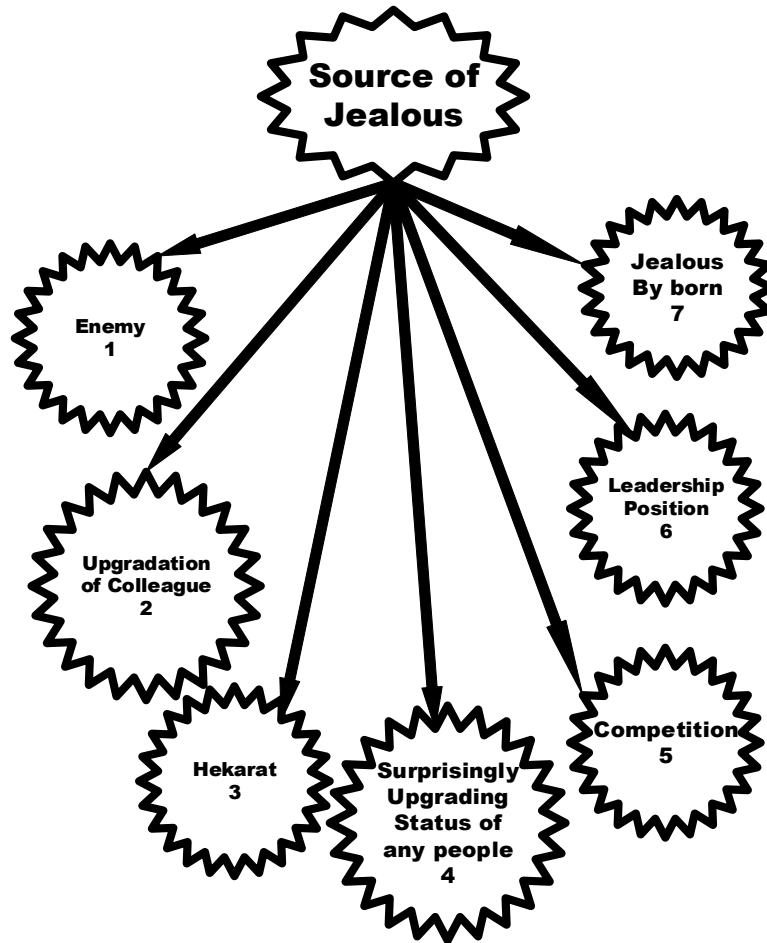 Source of
Jealous
Enemy
1
Upgradation
of Colleague
2
Hekarat
3
Surprisingly
Upgrading
Status of
any people
4
Competition
5
Leadership
Position
6
Jealous
By born
7